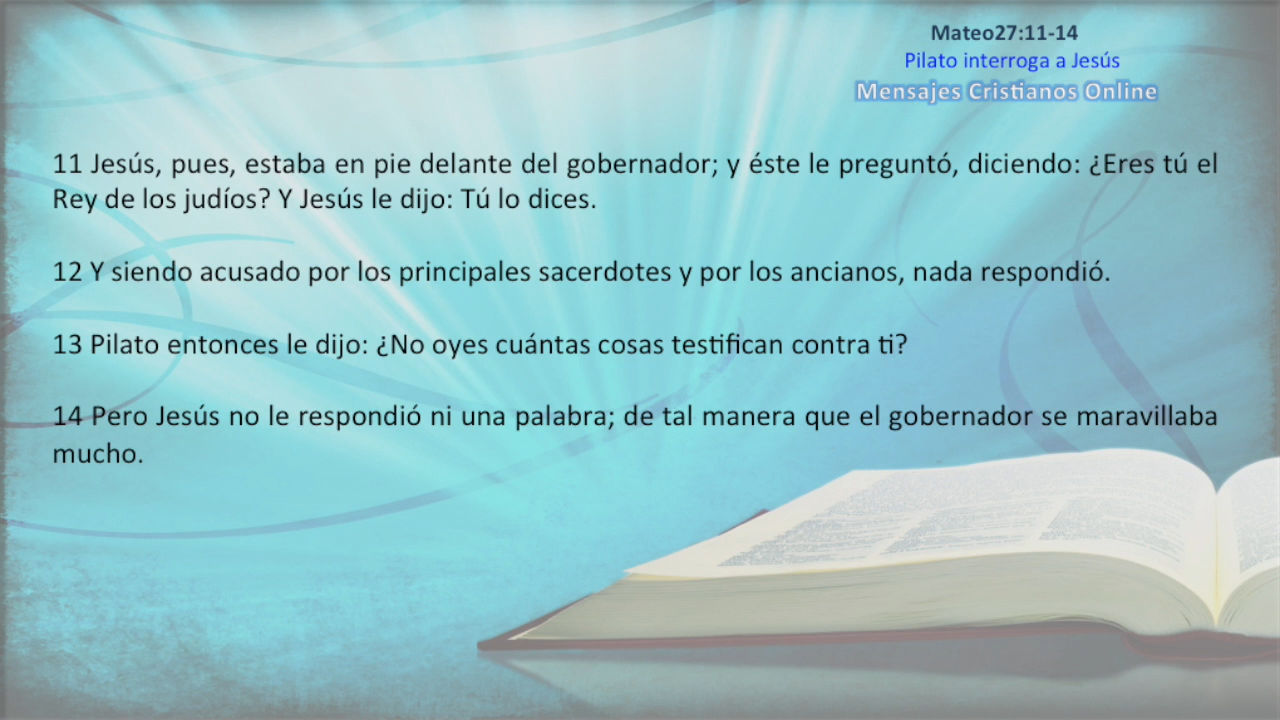 Mateo27:11-14
Pilato interroga a Jesús
Mensajes Cristianos Online
11 Jesús, pues, estaba en pie delante del gobernador; y éste le preguntó, diciendo: ¿Eres tú el
Rey de los judíos? Y Jesús le dijo: Tú lo dices.
12 Y siendo acusado por los principales sacerdotes y por los ancianos, nada respondió.
13 Pilato entonces le dijo: ¿No oyes cuántas cosas testifican contra ti?
14 Pero Jesús no le respondió ni una palabra; de tal manera que el gobernador se maravillaba
mucho.